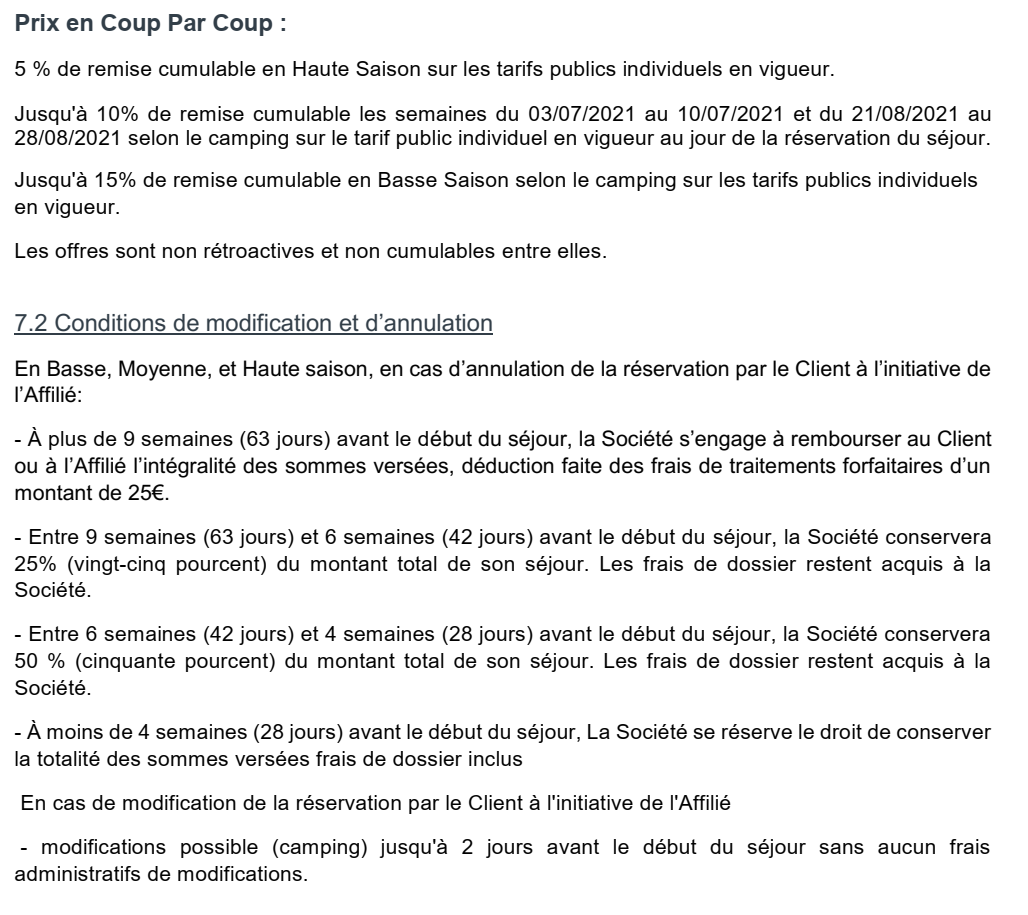 Prix en Coup Par Coup :
5 % de remise cumulable en Haute Saison sur les tarifs publics individuels en vigueur.
Jusqu'à 10% de remise cumulable les semaines du 03/07/2021 au 10/07/2021 et du 21/08/2021 au
28/08/2021 selon le camping sur le tarif public individuel en vigueur au jour de la réservation du séjour.
Jusqu'à 15% de remise cumulable en Basse Saison selon le camping sur les tarifs publics individuels
en vigueur.
Les offres sont non rétroactives et non cumulables entre elles.
7.2 Conditions de modification et d’annulation
En Basse, Moyenne, et Haute saison, en cas d’annulation de la réservation par le Client à l’initiative de
l’Affilié:
- À plus de 9 semaines (63 jours) avant le début du séjour, la Société s’engage à rembourser au Client
ou à l’Affilié l’intégralité des sommes versées, déduction faite des frais de traitements forfaitaires d’un
montant de 25€.
- Entre 9 semaines (63 jours) et 6 semaines (42 jours) avant le début du séjour, la Société conservera
25% (vingt-cinq pourcent) du montant total de son séjour. Les frais de dossier restent acquis à la
Société.
- Entre 6 semaines (42 jours) et 4 semaines (28 jours) avant le début du séjour, la Société conservera
50 % (cinquante pourcent) du montant total de son séjour. Les frais de dossier restent acquis à la
Société.
- À moins de 4 semaines (28 jours) avant le début du séjour, La Société se réserve le droit de conserver
la totalité des sommes versées frais de dossier inclus
En cas de modification de la réservation par le Client à l'initiative de l'Affilié
- modifications possible (camping) jusqu'à 2 jours avant le début du séjour sans aucun frais
administratifs de modifications.